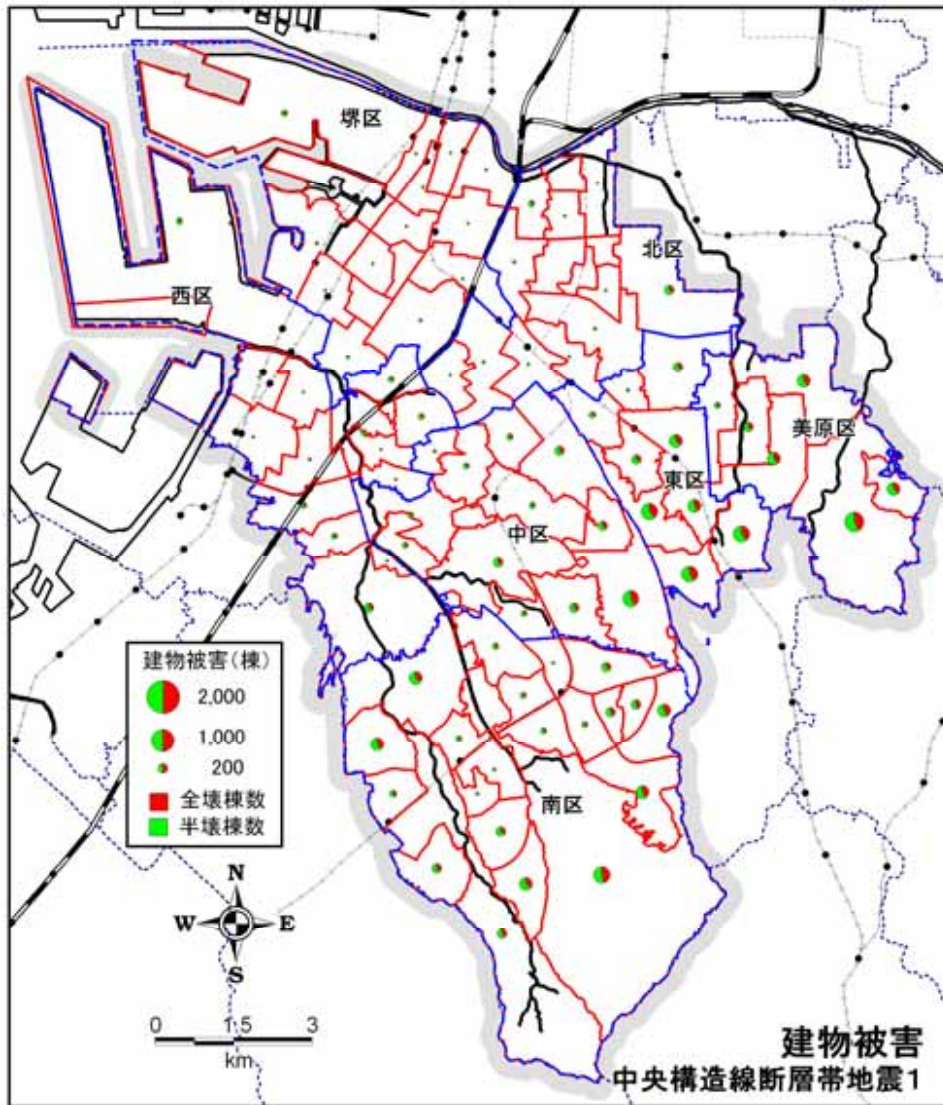 堺区
北区
西区
美原区
東区
中区
建物被害(棟)
2,000
1,000
200
全壊棟数
半壊棟数
南区
N
W E
S
0 1.5 3
km
建物被害
中央構造線断層帯地震1